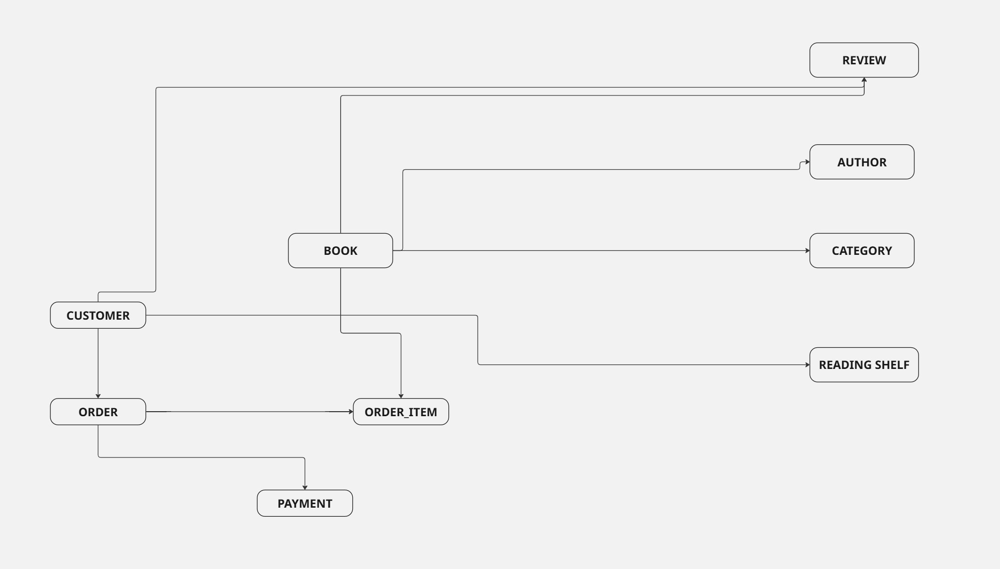 REVIEW
AUTHOR
BOOK
CATEGORY
CUSTOMER
READING SHELF
ORDER
ORDER_ITEM
PAYMENT